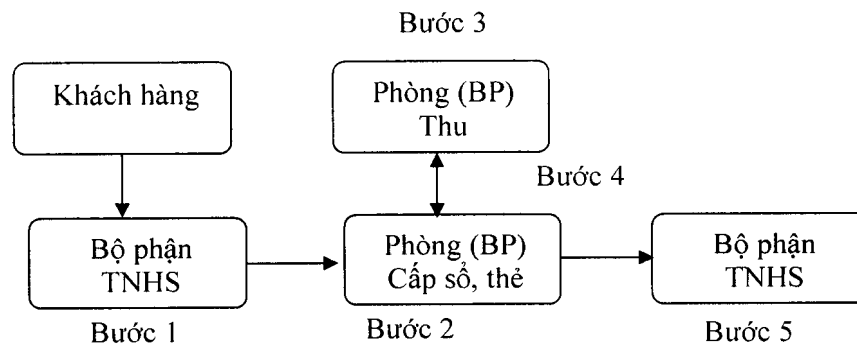 Bước 3
Khách hàng
Phòng (BP)
Thu
Bước 4
Bộ phận
TNHS
Phòng (BP)
Cấp sổ, thẻ
Bộ phận
TNHS
Bước 1
Bước 2
Bước 5